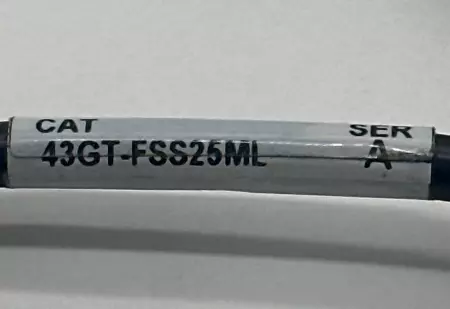 CAT SER
43GT-FSS25ML A